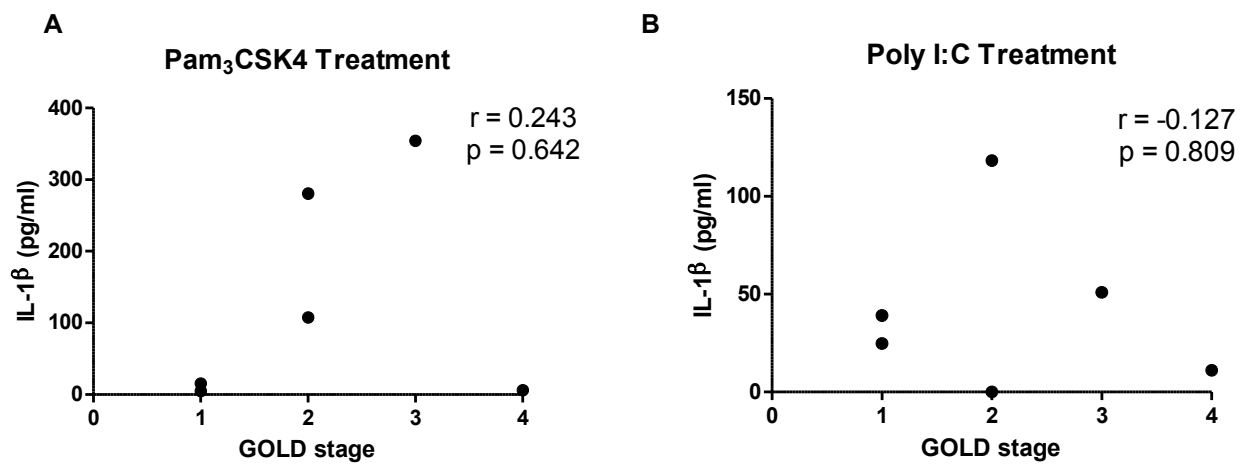 A
Pam₃CSK4 Treatment
r = 0.243
p = 0.642
IL-1β (pg/ml)
400
300
200
100
0
0 1 2 3 4
GOLD stage
B
Poly I:C Treatment
r = -0.127
p = 0.809
IL-1β (pg/ml)
150
100
50
0
0 1 2 3 4
GOLD stage